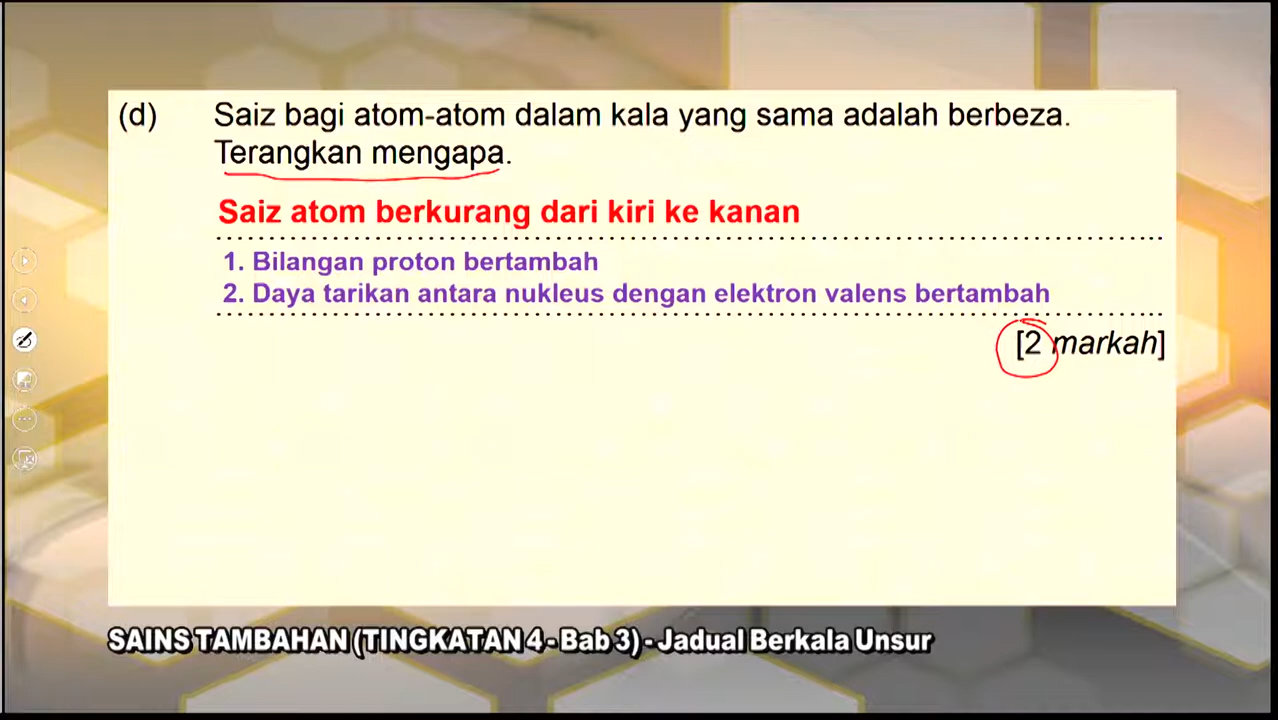 (d) Saiz bagi atom-atom dalam kala yang sama adalah berbeza.
Terangkan mengapa.
Saiz atom berkurang dari kiri ke kanan
1. Bilangan proton bertambah
2. Daya tarikan antara nukleus dengan elektron valens bertambah
[2 markah]
SAINS TAMBAHAN (TINGKATAN 4 - Bab 3) - Jadual Berkala Unsur